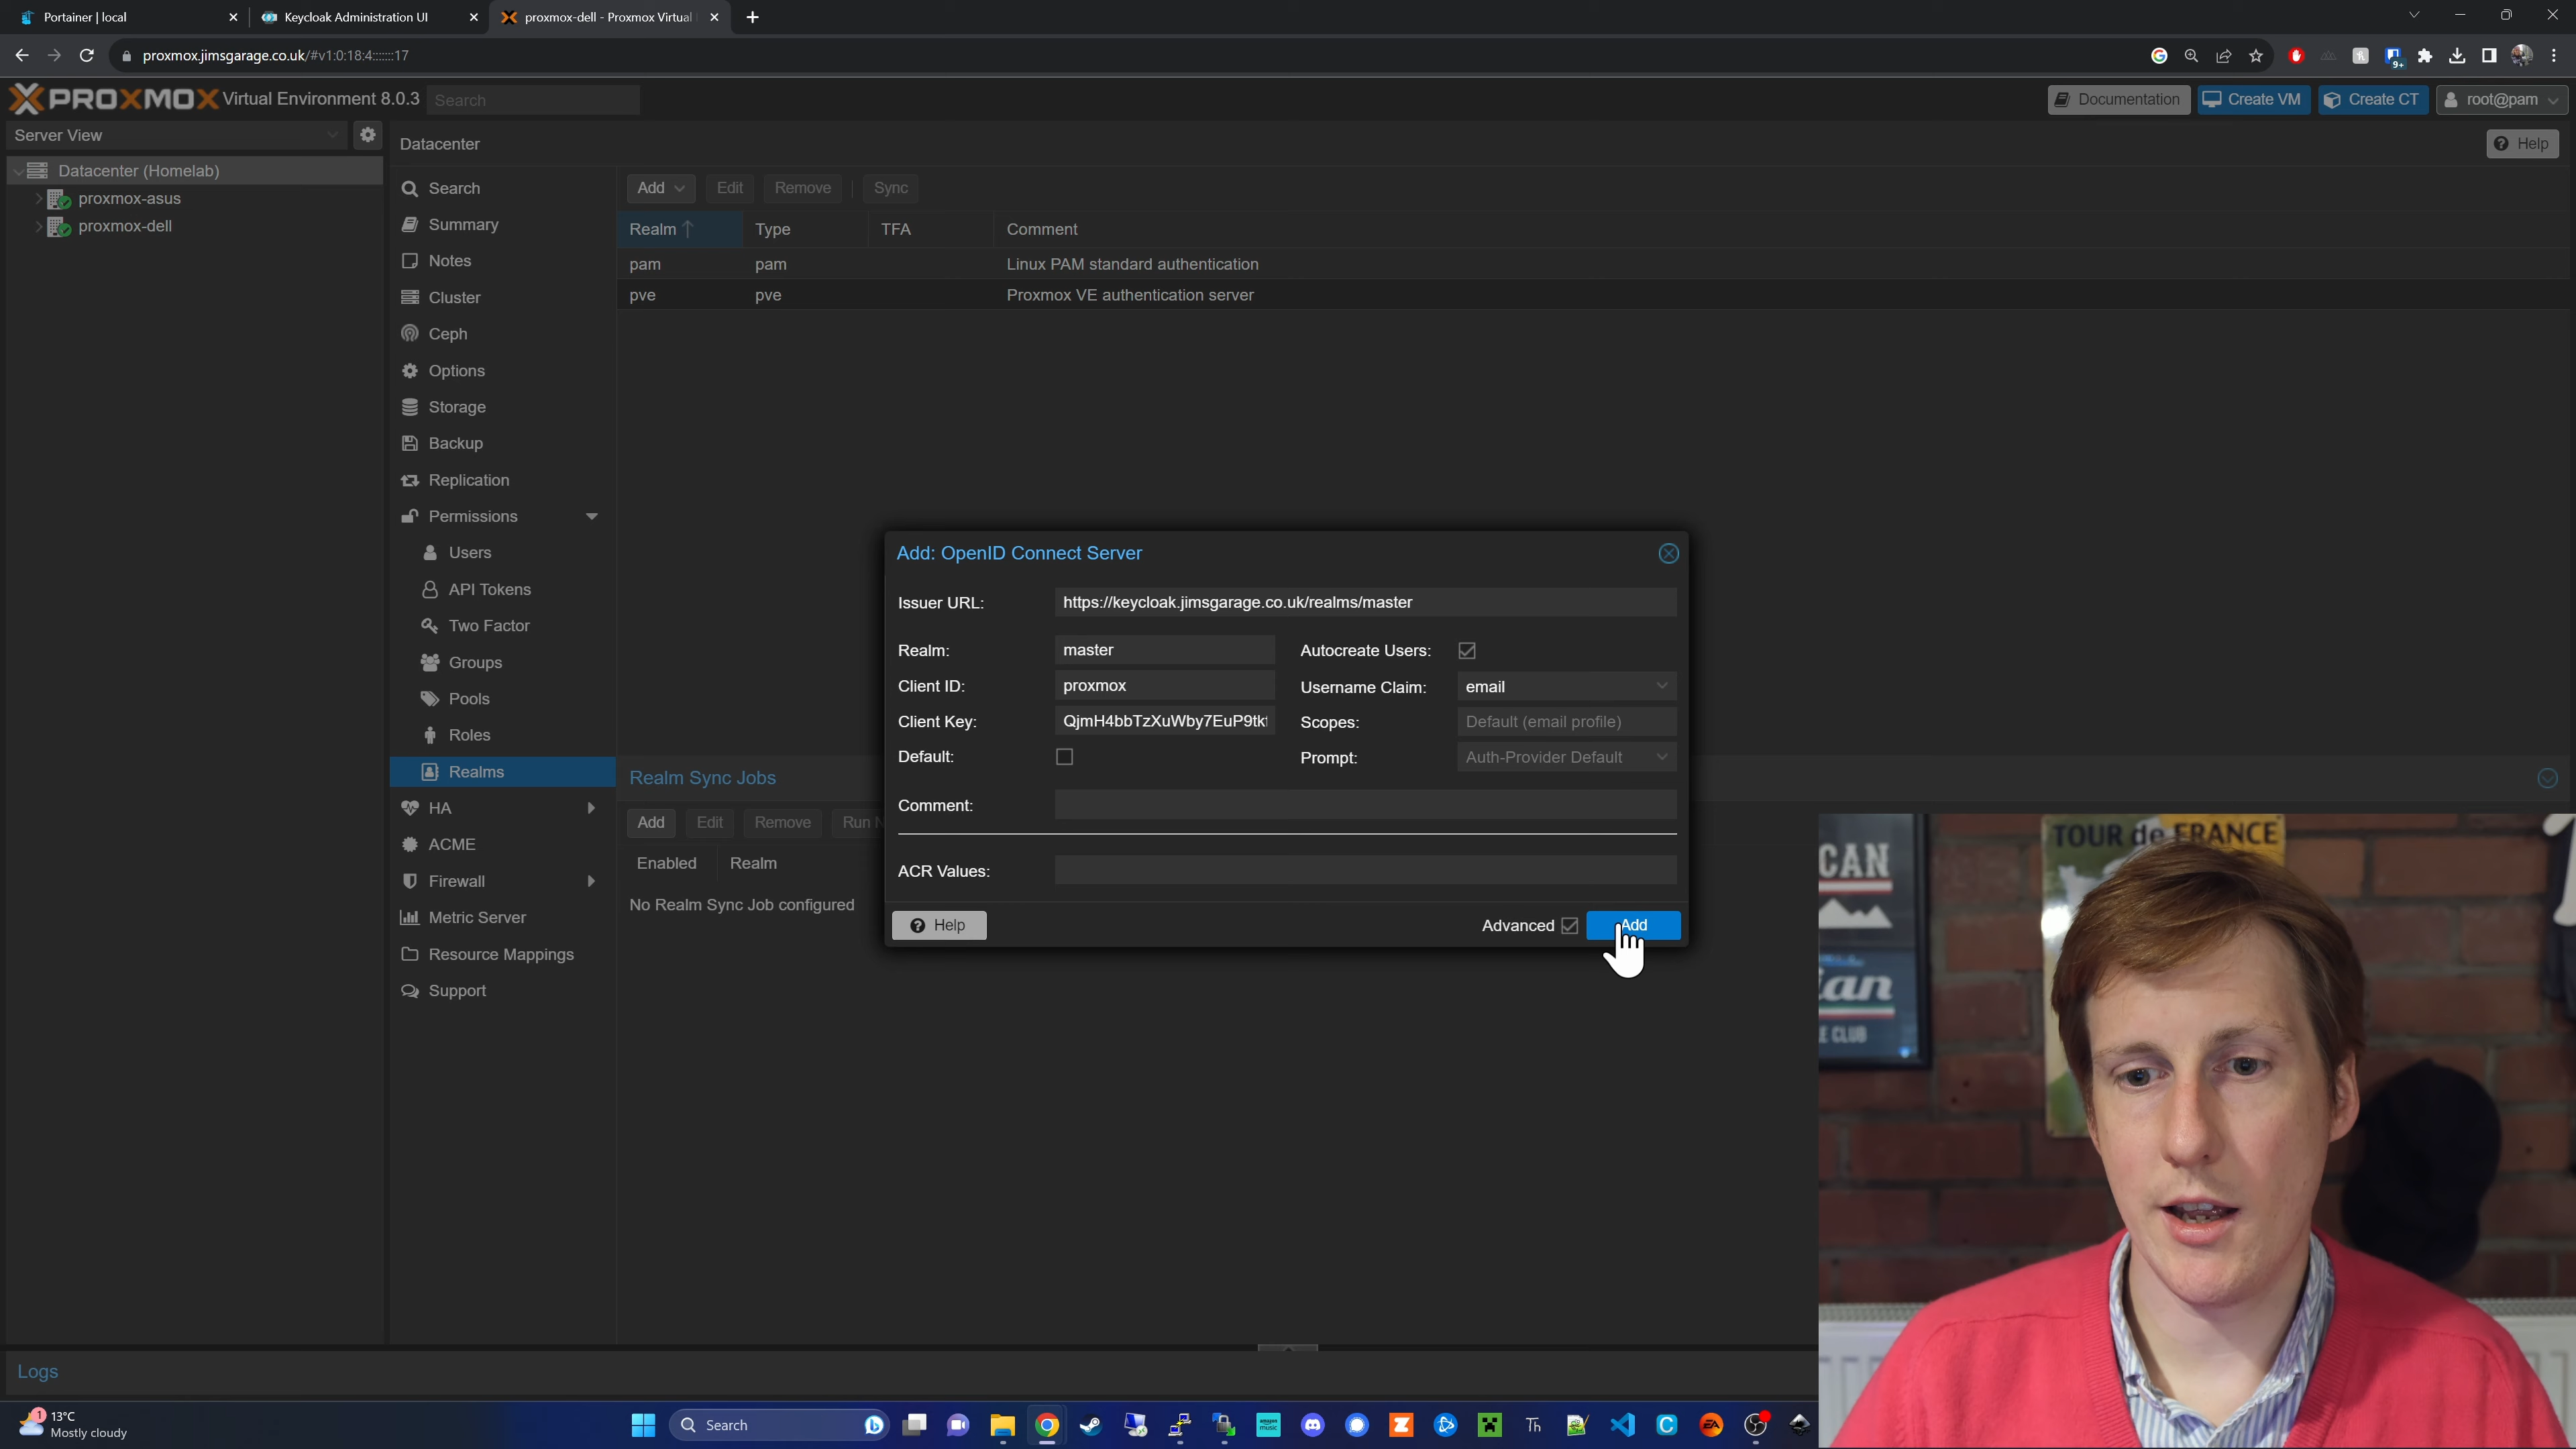 Portainer | local
Keycloak Administration UI
proxmox-dell - Proxmox Virtual
proxmox.jimsgarage.co.uk/#v1:0:18:4:::::::17
9+
PROXMOX Virtual Environment 8.0.3
Search
Documentation
Create VM
Create CT
root@pam
Server View
Datacenter
Help
Datacenter (Homelab)
proxmox-asus
proxmox-dell
Search
Summary
Notes
Cluster
Ceph
Options
Storage
Backup
Replication
Permissions
Users
API Tokens
Two Factor
Groups
Pools
Roles
Realms
HA
ACME
Firewall
Metric Server
Resource Mappings
Support
Add
Edit
Remove
Sync
Realm
Type
TFA
Comment
pam
pam
Linux PAM standard authentication
pve
pve
Proxmox VE authentication server
Add: OpenID Connect Server
Issuer URL:
https://keycloak.jimsgarage.co.uk/realms/master
Realm:
master
Autocreate Users:
Client ID:
proxmox
Username Claim:
email
Client Key:
Scopes:
Default (email profile)
Default:
Prompt:
Auth-Provider Default
Comment:
ACR Values:
Help
Advanced
Add
Realm Sync Jobs
Add
Edit
Remove
Run N
Enabled
Realm
No Realm Sync Job configured
TOUR de FRANCE
CAN
ian
E CLUB
Logs
1
13°C
Mostly cloudy
Search
Th